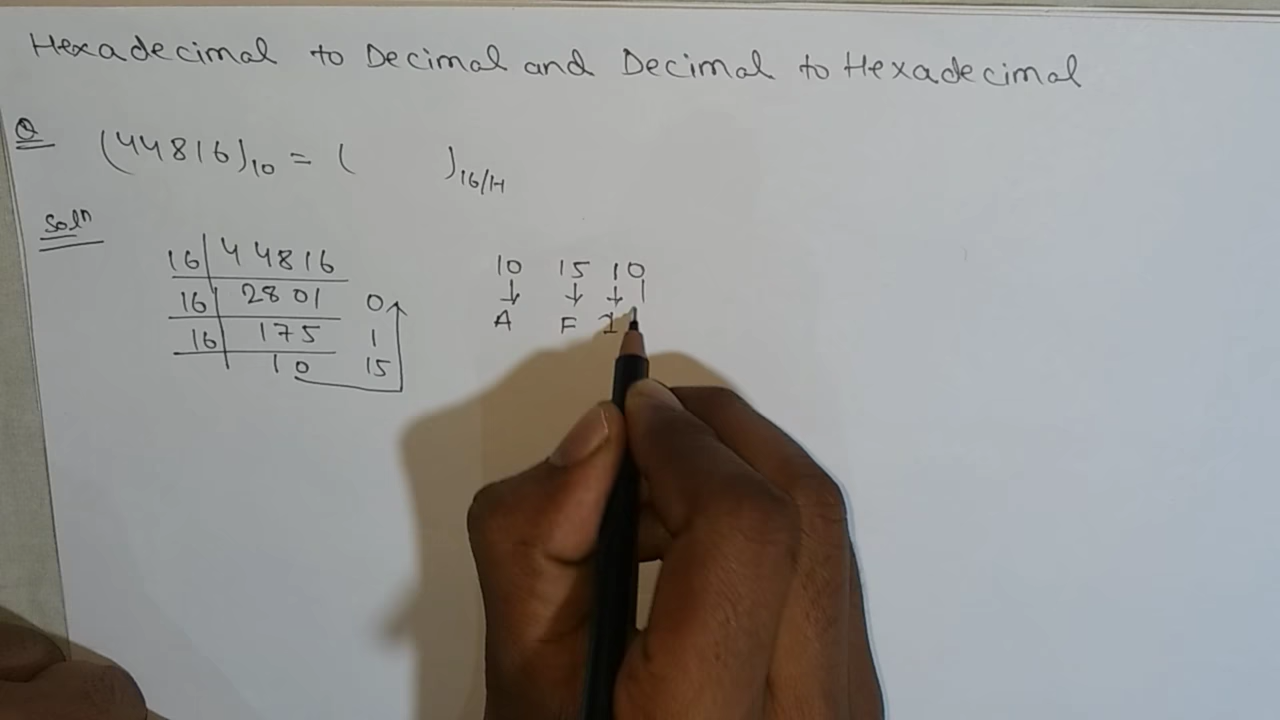 Hexadecimal to Decimal and Decimal to Hexadecimal
Q (44816)10 = ( )16/H
Soln
16 44816
16 2801 0
16 175 1
10 15
10 15 10
↓ ↓ ↓
A F 1